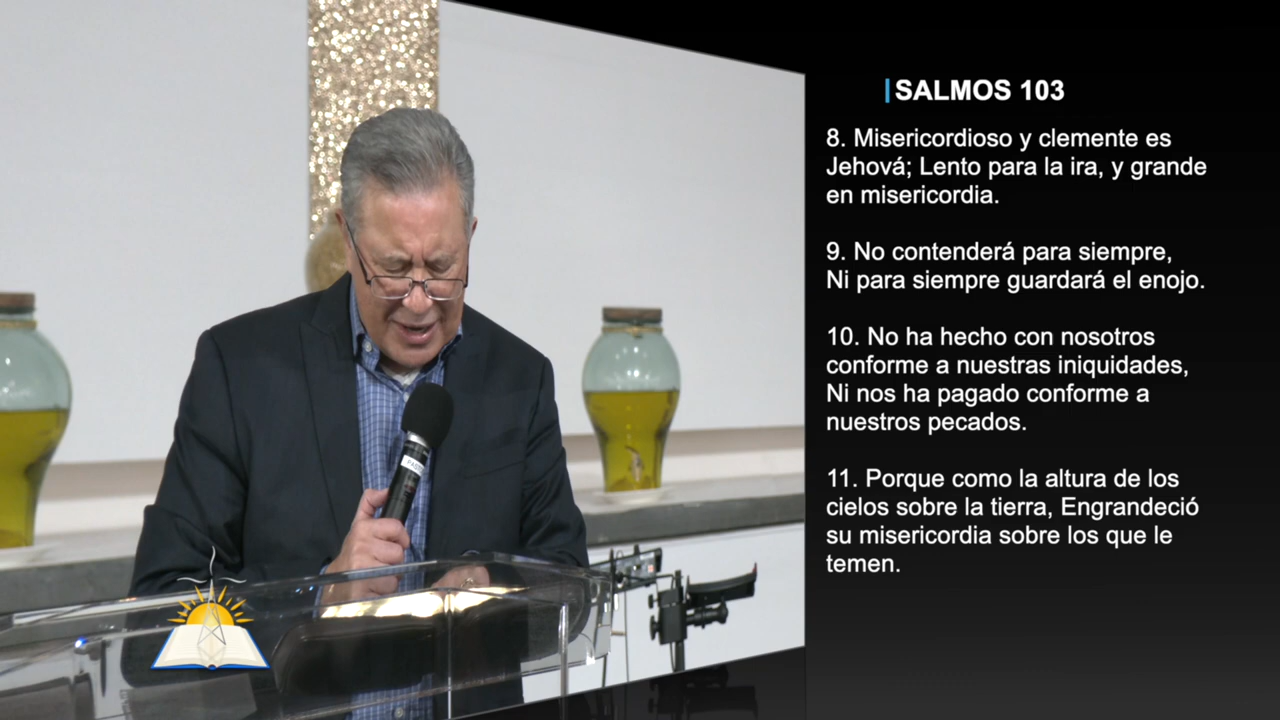 SALMOS 103
8. Misericordioso y clemente es
Jehová; Lento para la ira, y grande
en misericordia.
9. No contenderá para siempre,
Ni para siempre guardará el enojo.
10. No ha hecho con nosotros
conforme a nuestras iniquidades,
Ni nos ha pagado conforme a
nuestros pecados.
11. Porque como la altura de los
cielos sobre la tierra, Engrandeció
su misericordia sobre los que le
temen.